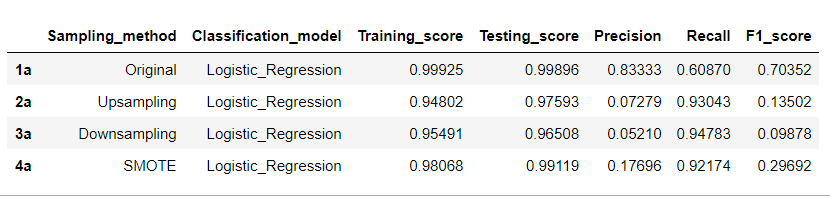 Sampling_method Classification_model Training_score Testing_score Precision Recall F1_score
1a Original Logistic_Regression 0.99925 0.99896 0.83333 0.60870 0.70352
2a Upsampling Logistic_Regression 0.94802 0.97593 0.07279 0.93043 0.13502
3a Downsampling Logistic_Regression 0.95491 0.96508 0.05210 0.94783 0.09878
4a SMOTE Logistic_Regression 0.98068 0.99119 0.17696 0.92174 0.29692